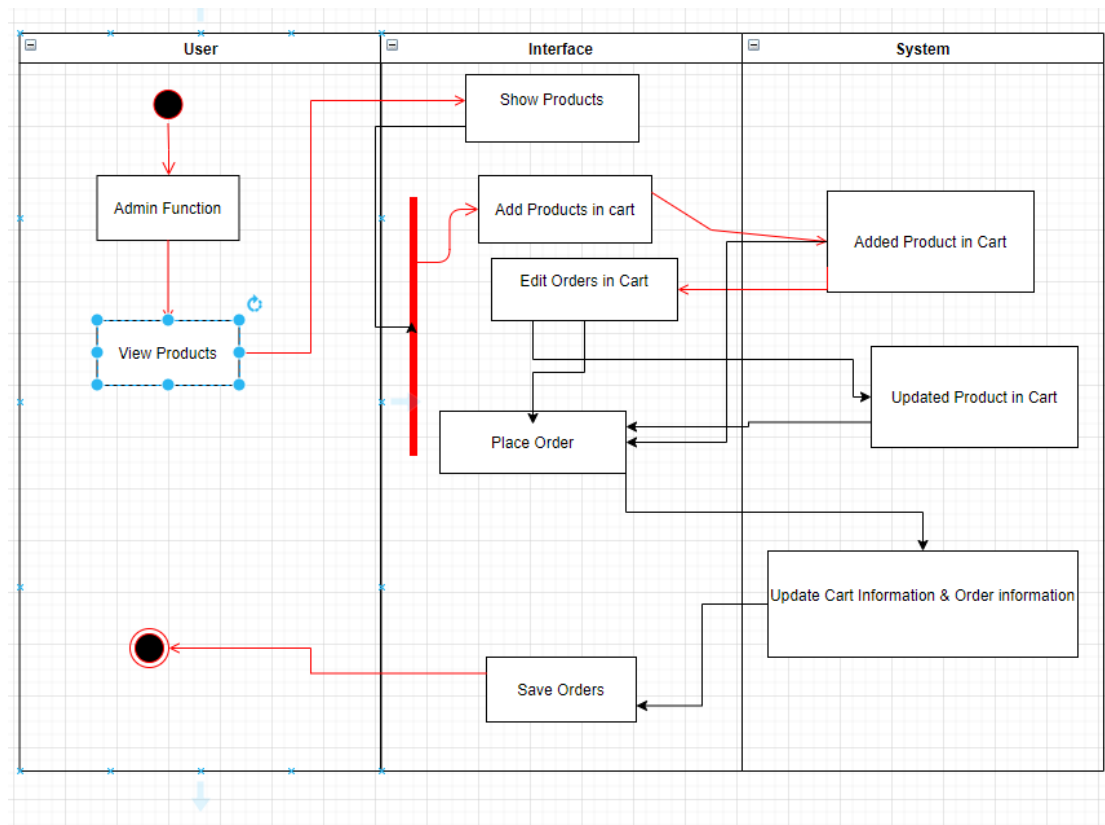 User
Interface
System
Show Products
Admin Function
Add Products in cart
Added Product in Cart
Edit Orders in Cart
View Products
Updated Product in Cart
Place Order
Update Cart Information & Order information
Save Orders